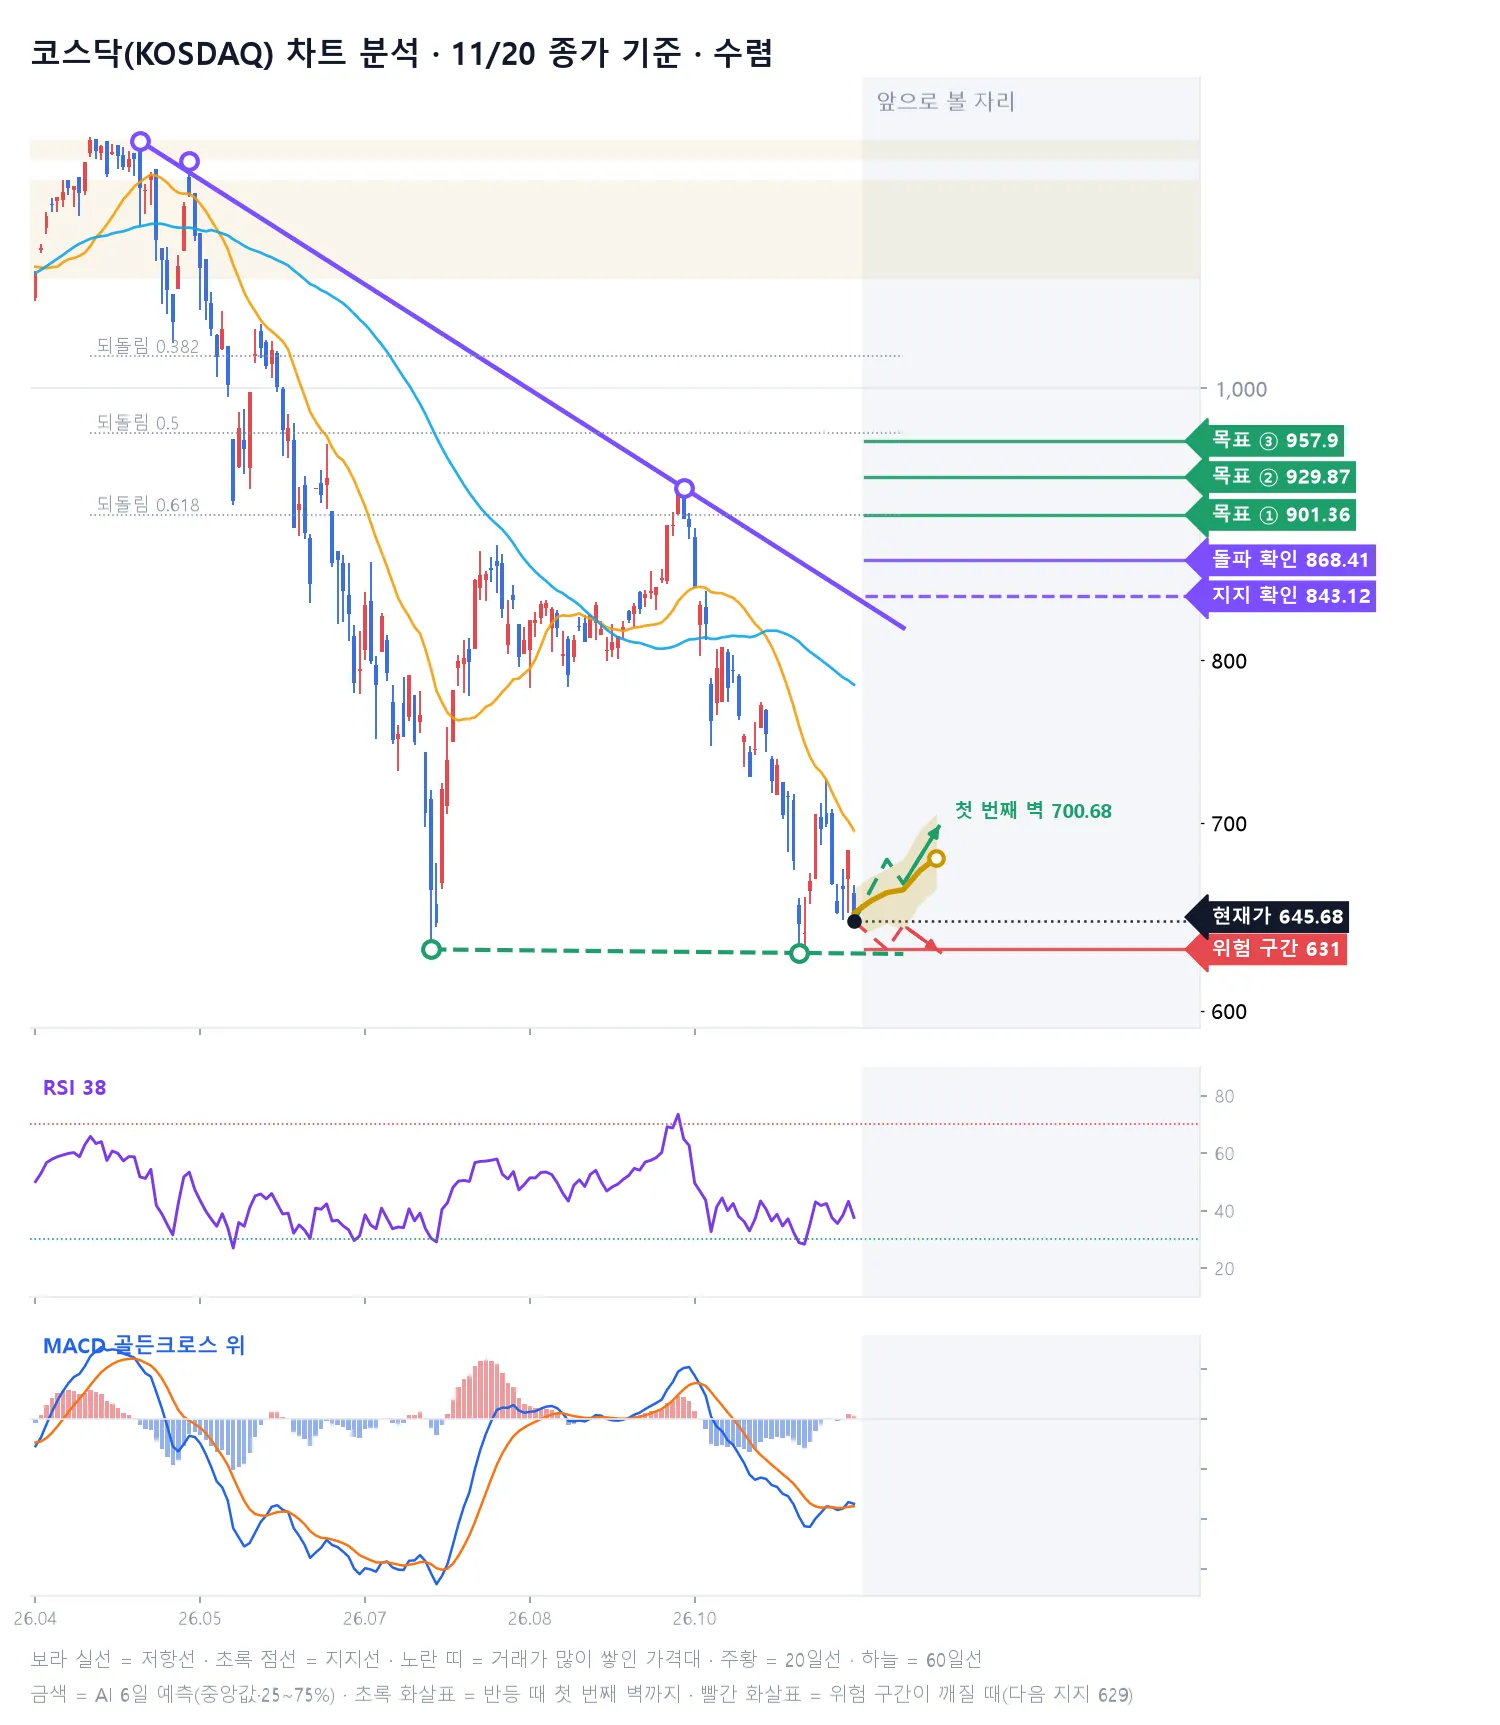 코스닥(KOSDAQ) 차트 분석 · 11/20 종가 기준 · 수렴
앞으로 볼 자리
되돌림 0.382
1,000
되돌림 0.5
목표 ③ 957.9
목표 ② 929.87
되돌림 0.618
목표 ① 901.36
돌파 확인 868.41
지지 확인 843.12
800
첫 번째 벽 700.68
700
현재가 645.68
위험 구간 631
600
RSI 38
80
60
40
20
MACD 골든크로스 위
26.04 26.05 26.07 26.08 26.10
보라 실선 = 저항선 · 초록 점선 = 지지선 · 노란 띠 = 거래가 많이 쌓인 가격대 · 주황 = 20일선 · 하늘 = 60일선
금색 = AI 6일 예측(중앙값·25~75%) · 초록 화살표 = 반등 때 첫 번째 벽까지 · 빨간 화살표 = 위험 구간이 깨질 때(다음 지지 629)